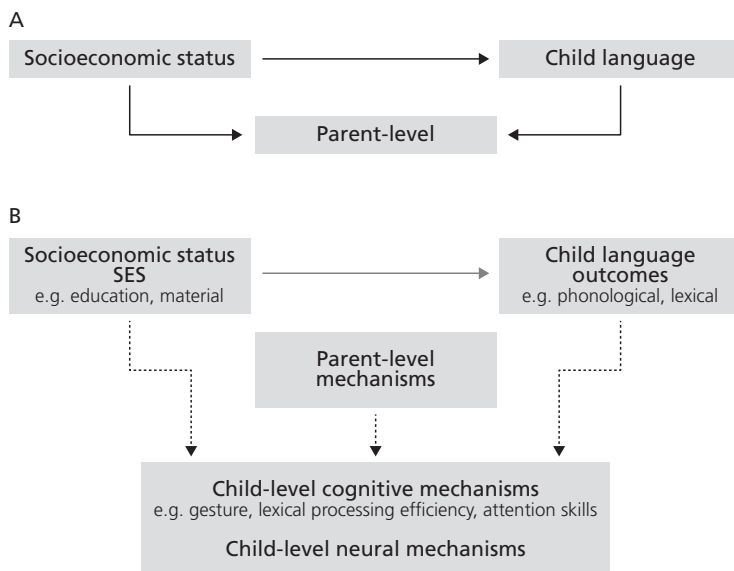 A
Socioeconomic status
Child language
Parent-level
B
Socioeconomic status
SES
e.g. education, material
Child language
outcomes
e.g. phonological, lexical
Parent-level
mechanisms
Child-level cognitive mechanisms
e.g. gesture, lexical processing efficiency, attention skills
Child-level neural mechanisms